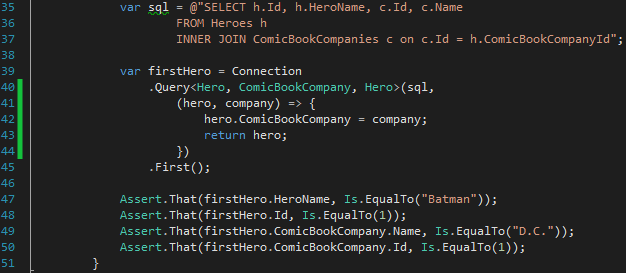 35 var sql = @"SELECT h.Id, h.HeroName, c.Id, c.Name
36 FROM Heroes h
37 INNER JOIN ComicBookCompanies c on c.Id = h.ComicBookCompanyId";
38
39 var firstHero = Connection
40 .Query<Hero, ComicBookCompany, Hero>(sql,
41 (hero, company) => {
42 hero.ComicBookCompany = company;
43 return hero;
44 })
45 .First();
46
47 Assert.That(firstHero.HeroName, Is.EqualTo("Batman"));
48 Assert.That(firstHero.Id, Is.EqualTo(1));
49 Assert.That(firstHero.ComicBookCompany.Name, Is.EqualTo("D.C."));
50 Assert.That(firstHero.ComicBookCompany.Id, Is.EqualTo(1));
51 }